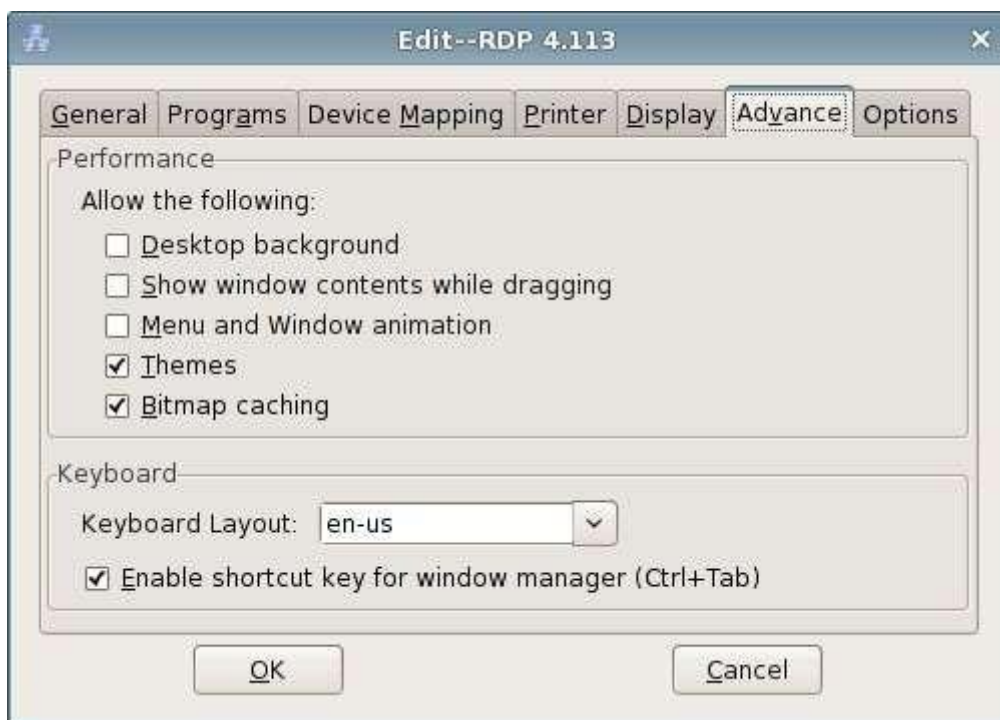 Edit--RDP 4.113
General Programs Device Mapping Printer Display Advance Options
Performance
Allow the following:
Desktop background
Show window contents while dragging
Menu and Window animation
Themes
Bitmap caching
Keyboard
Keyboard Layout: en-us
Enable shortcut key for window manager (Ctrl+Tab)
OK Cancel